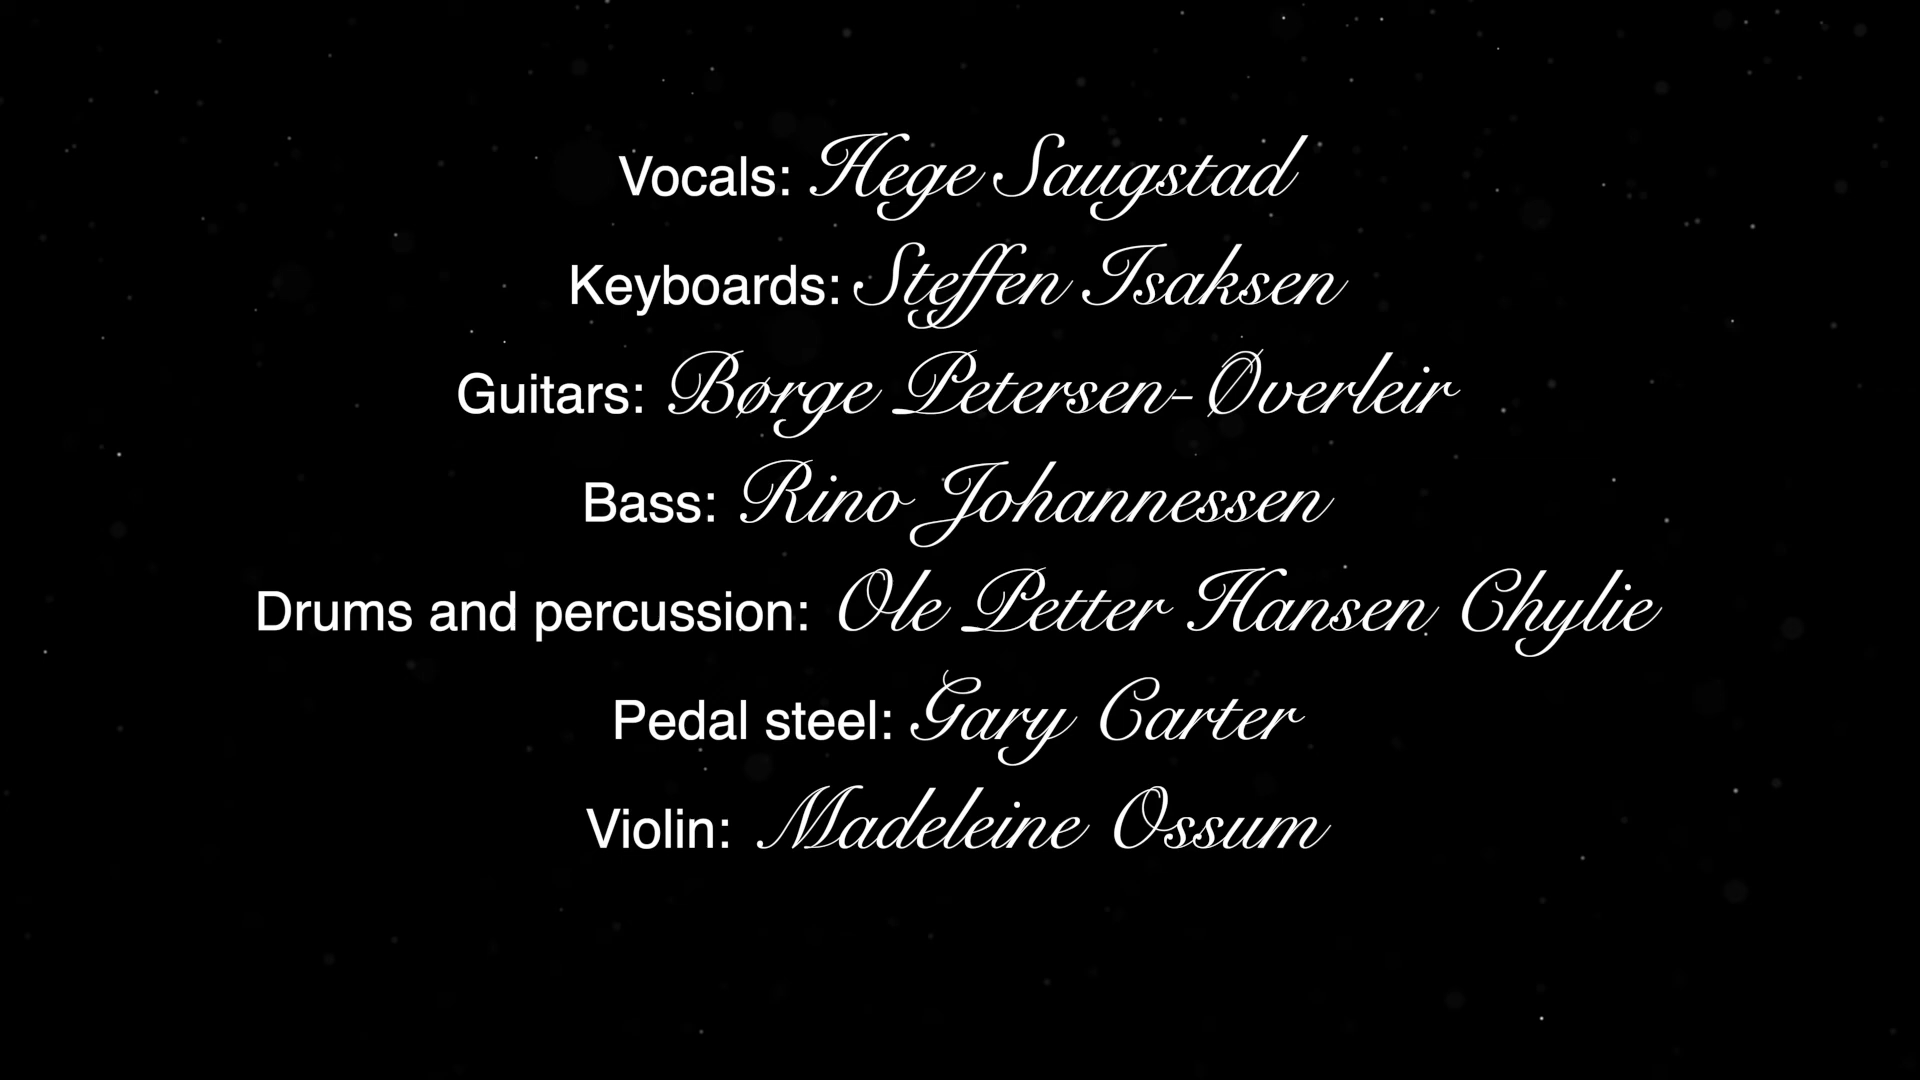 Vocals: Hege Saugstad
Keyboards: Steffen Isaksen
Guitars: Børge Petersen-Øverleir
Bass: Rino Johannessen
Drums and percussion: Ole Petter Hansen Chylie
Pedal steel: Gary Carter
Violin: Madeleine Ossum